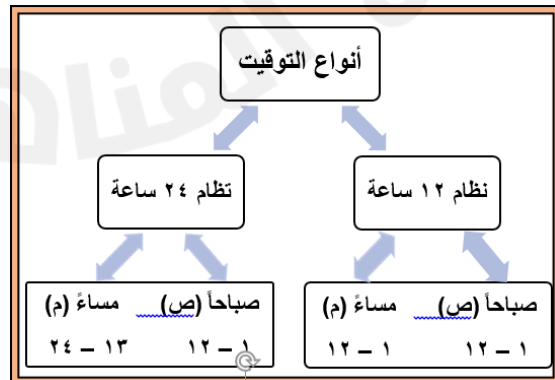 أنواع التوقيت
نظام ١٢ ساعة
تظام ٢٤ ساعة
صباحاً (ص) مساءً (م)
١ – ١٢ ١ – ١٢
صباحاً (ص) مساءً (م)
١ – ١٢ ١٣ – ٢٤